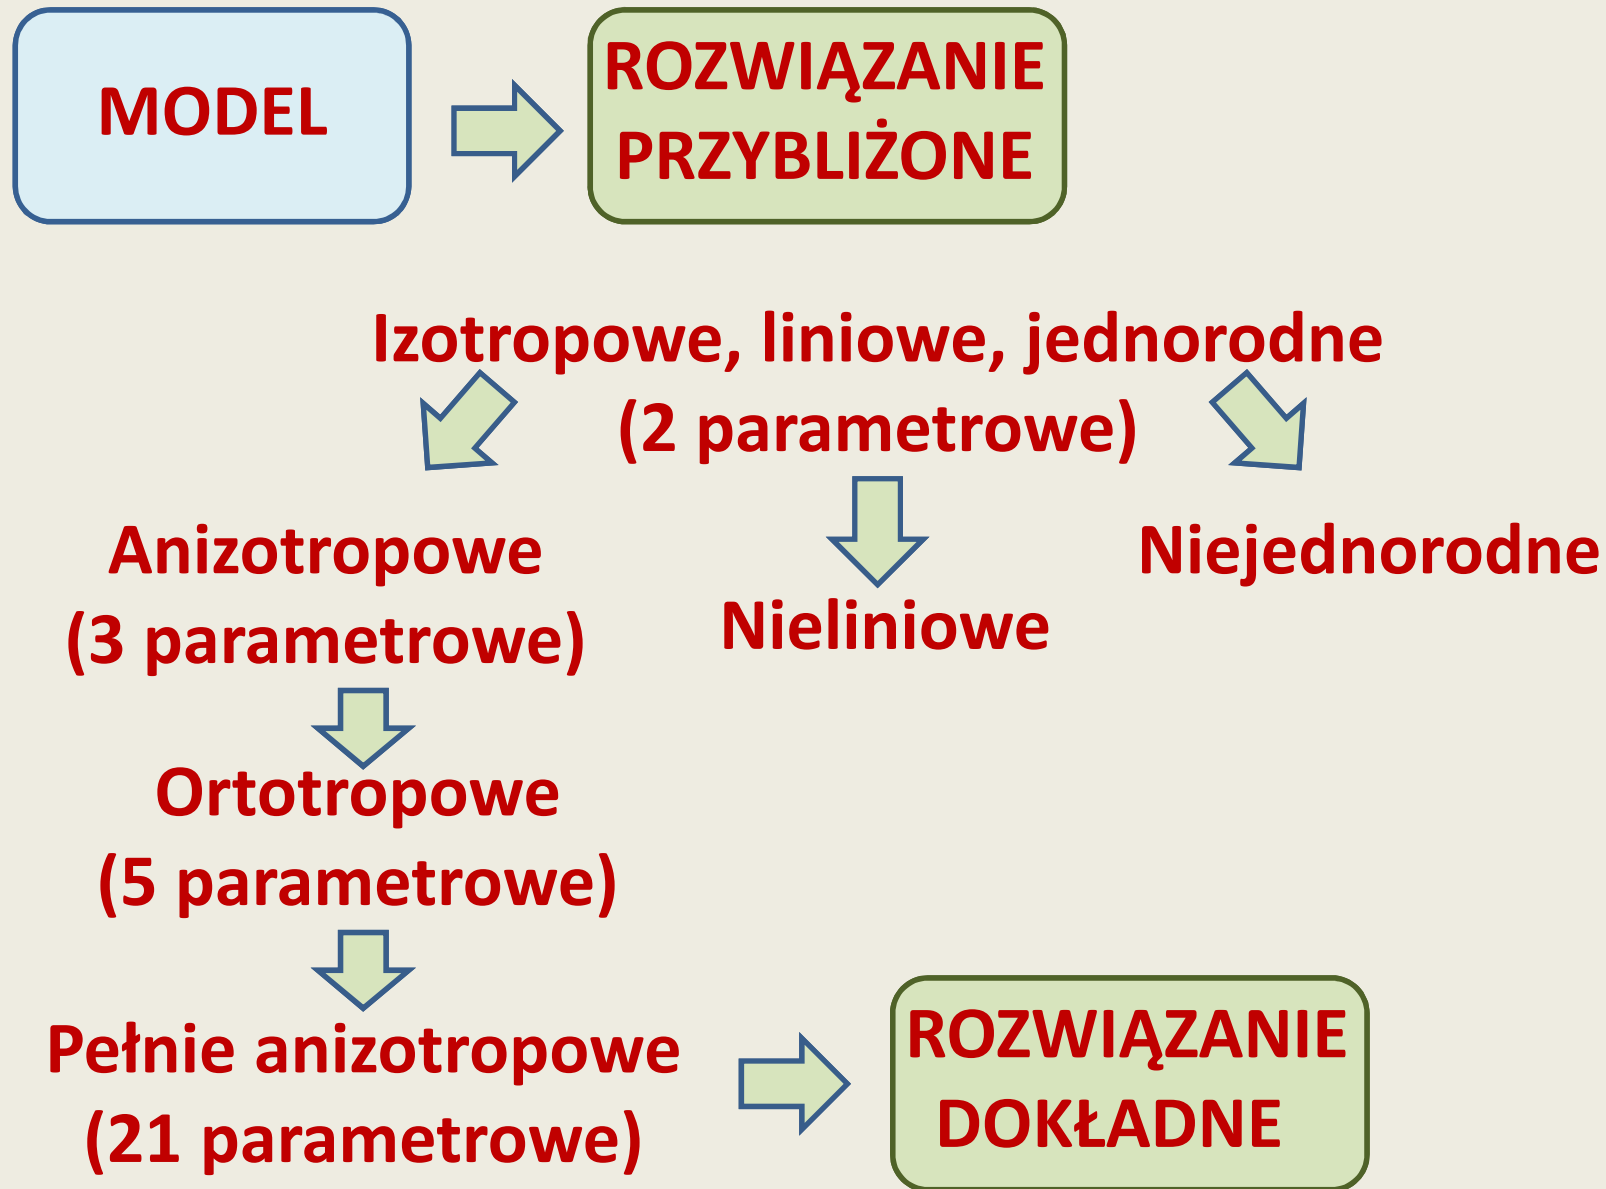 MODEL
ROZWIĄZANIE
PRZYBLIŻONE
Izotropowe, liniowe, jednorodne
(2 parametrowe)
Anizotropowe
(3 parametrowe)
Nieliniowe
Niejednorodne
Ortotropowe
(5 parametrowe)
Pełnie anizotropowe
(21 parametrowe)
ROZWIĄZANIE
DOKŁADNE